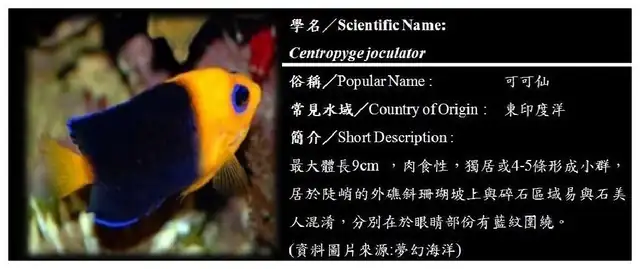 學名／Scientific Name:
Centropyge joculator
俗稱／Popular Name : 可可仙
常見水域／Country of Origin : 東印度洋
簡介／Short Description :
最大體長9cm ，肉食性，獨居或4-5條形成小群，
居於陡峭的外礁斜珊瑚坡上與碎石區域易與石美
人混淆，分別在於眼睛部份有藍紋圍繞。
(資料圖片來源:夢幻海洋)